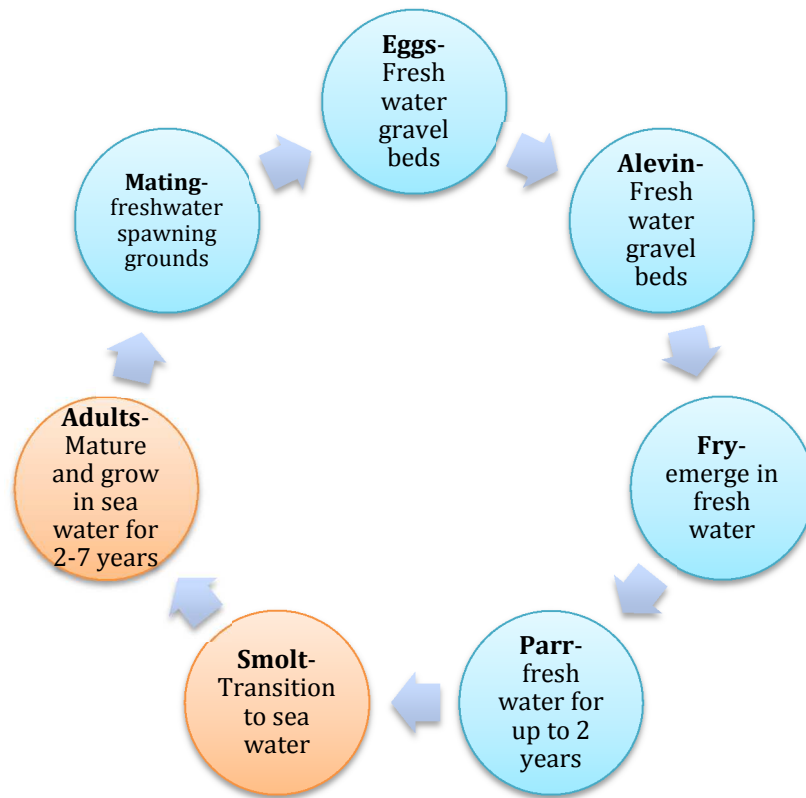 Eggs-
Fresh
water
gravel
beds
Alevin-
Fresh
water
gravel
beds
Fry-
emerge in
fresh
water
Parr-
fresh
water for
up to 2
years
Smolt-
Transition
to sea
water
Adults-
Mature
and grow
in sea
water for
2-7 years
Mating-
freshwater
spawning
grounds